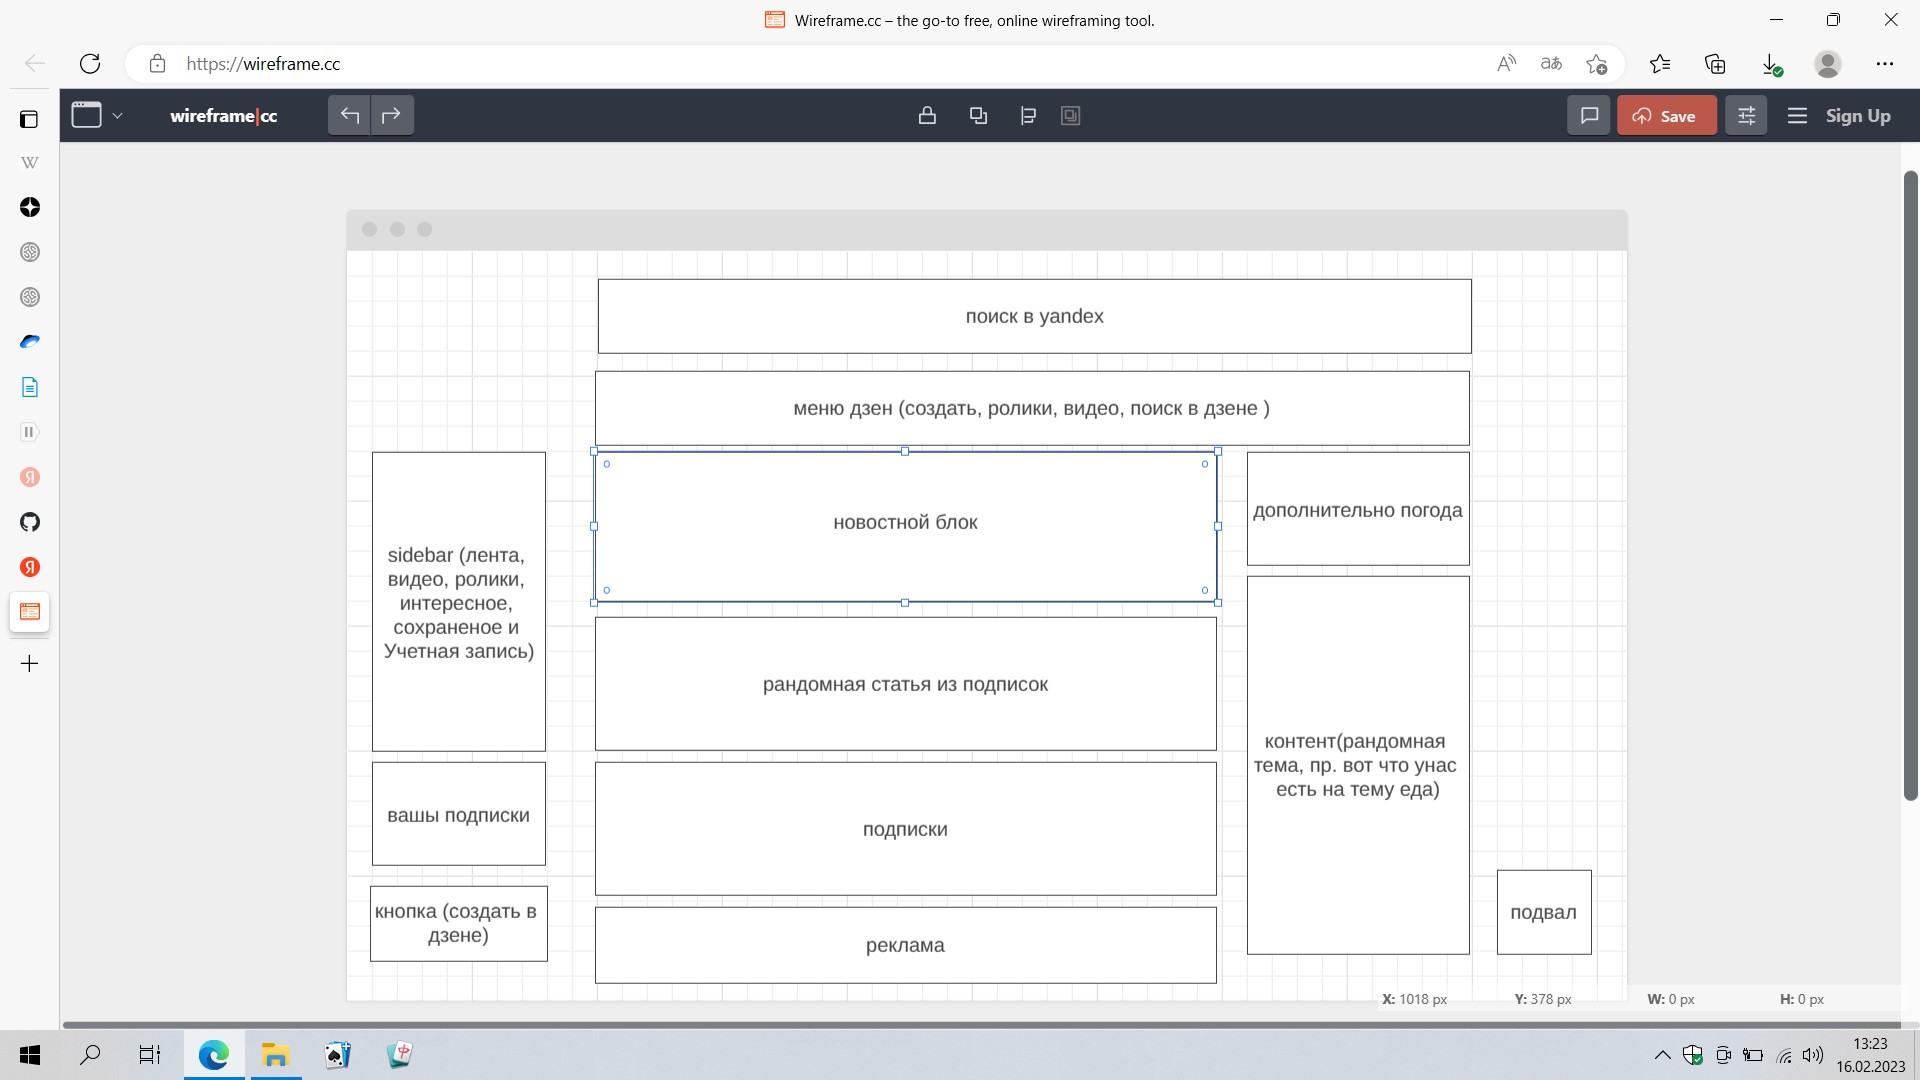 Wireframe.cc – the go-to free, online wireframing tool.
https://wireframe.cc
wireframe|cc
Save
Sign Up
поиск в yandex
меню дзен (создать, ролики, видео, поиск в дзене )
новостной блок
дополнительно погода
sidebar (лента,
видео, ролики,
интересное,
сохраненое и
Учетная запись)
рандомная статья из подписок
контент(рандомная
тема, пр. вот что унас
есть на тему еда)
вашы подписки
подписки
кнопка (создать в
дзене)
реклама
подвал
X: 1018 px Y: 378 px W: 0 px H: 0 px
13:23
16.02.2023